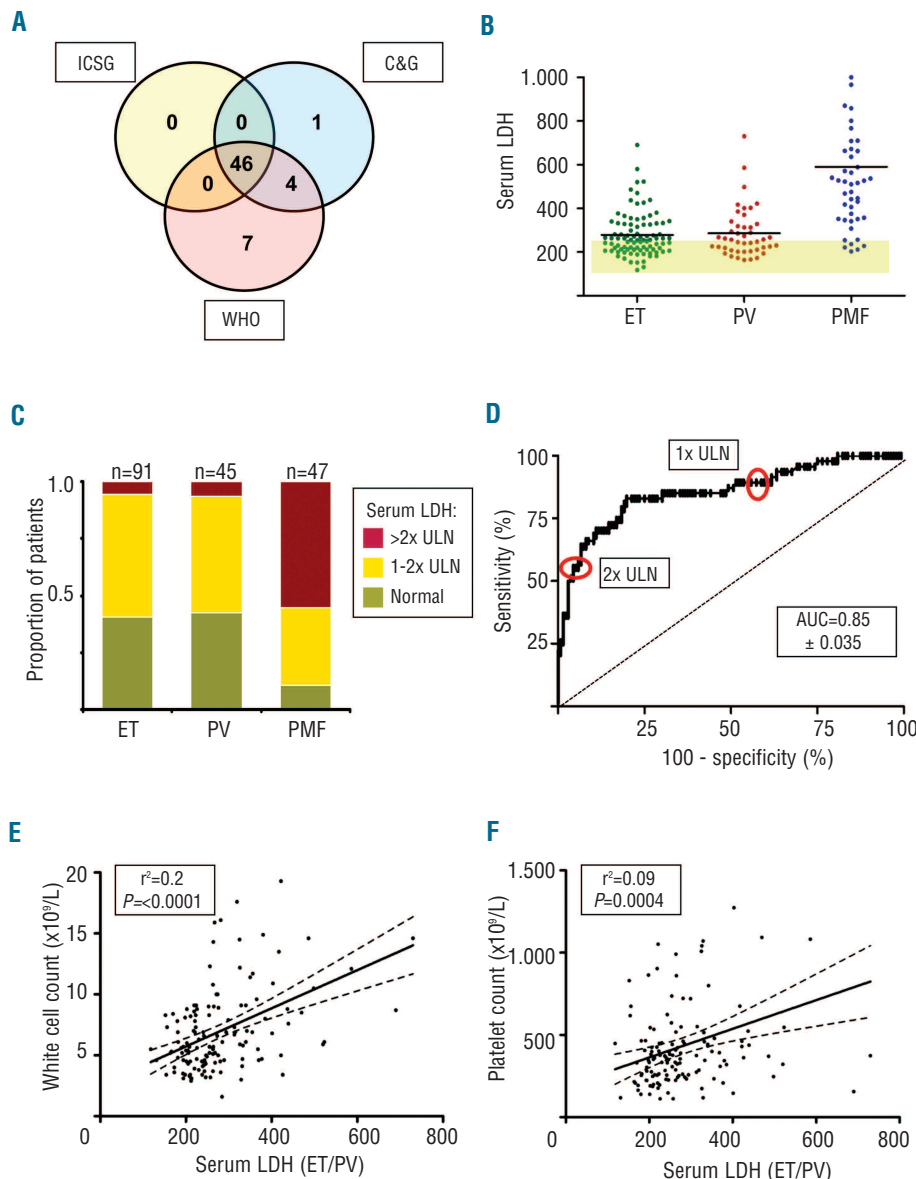 A
ICSG
C&G
0
0
1
46
0
4
7
WHO
B
Serum LDH
1.000
800
600
400
200
ET
PV
PMF
C
Proportion of patients
1.0
0.5
n=91
n=45
n=47
ET
PV
PMF
Serum LDH:
>2x ULN
1-2x ULN
Normal
D
Sensitivity (%)
100
75
50
25
1x ULN
2x ULN
AUC=0.85
± 0.035
25
50
75
100
100 - specificity (%)
E
White cell count (x10⁹/L)
20
15
10
5
r²=0.2
P=<0.0001
0
200
400
600
800
Serum LDH (ET/PV)
F
Platelet count (x10⁹/L)
1.500
1.000
500
r²=0.09
P=0.0004
0
200
400
600
800
Serum LDH (ET/PV)